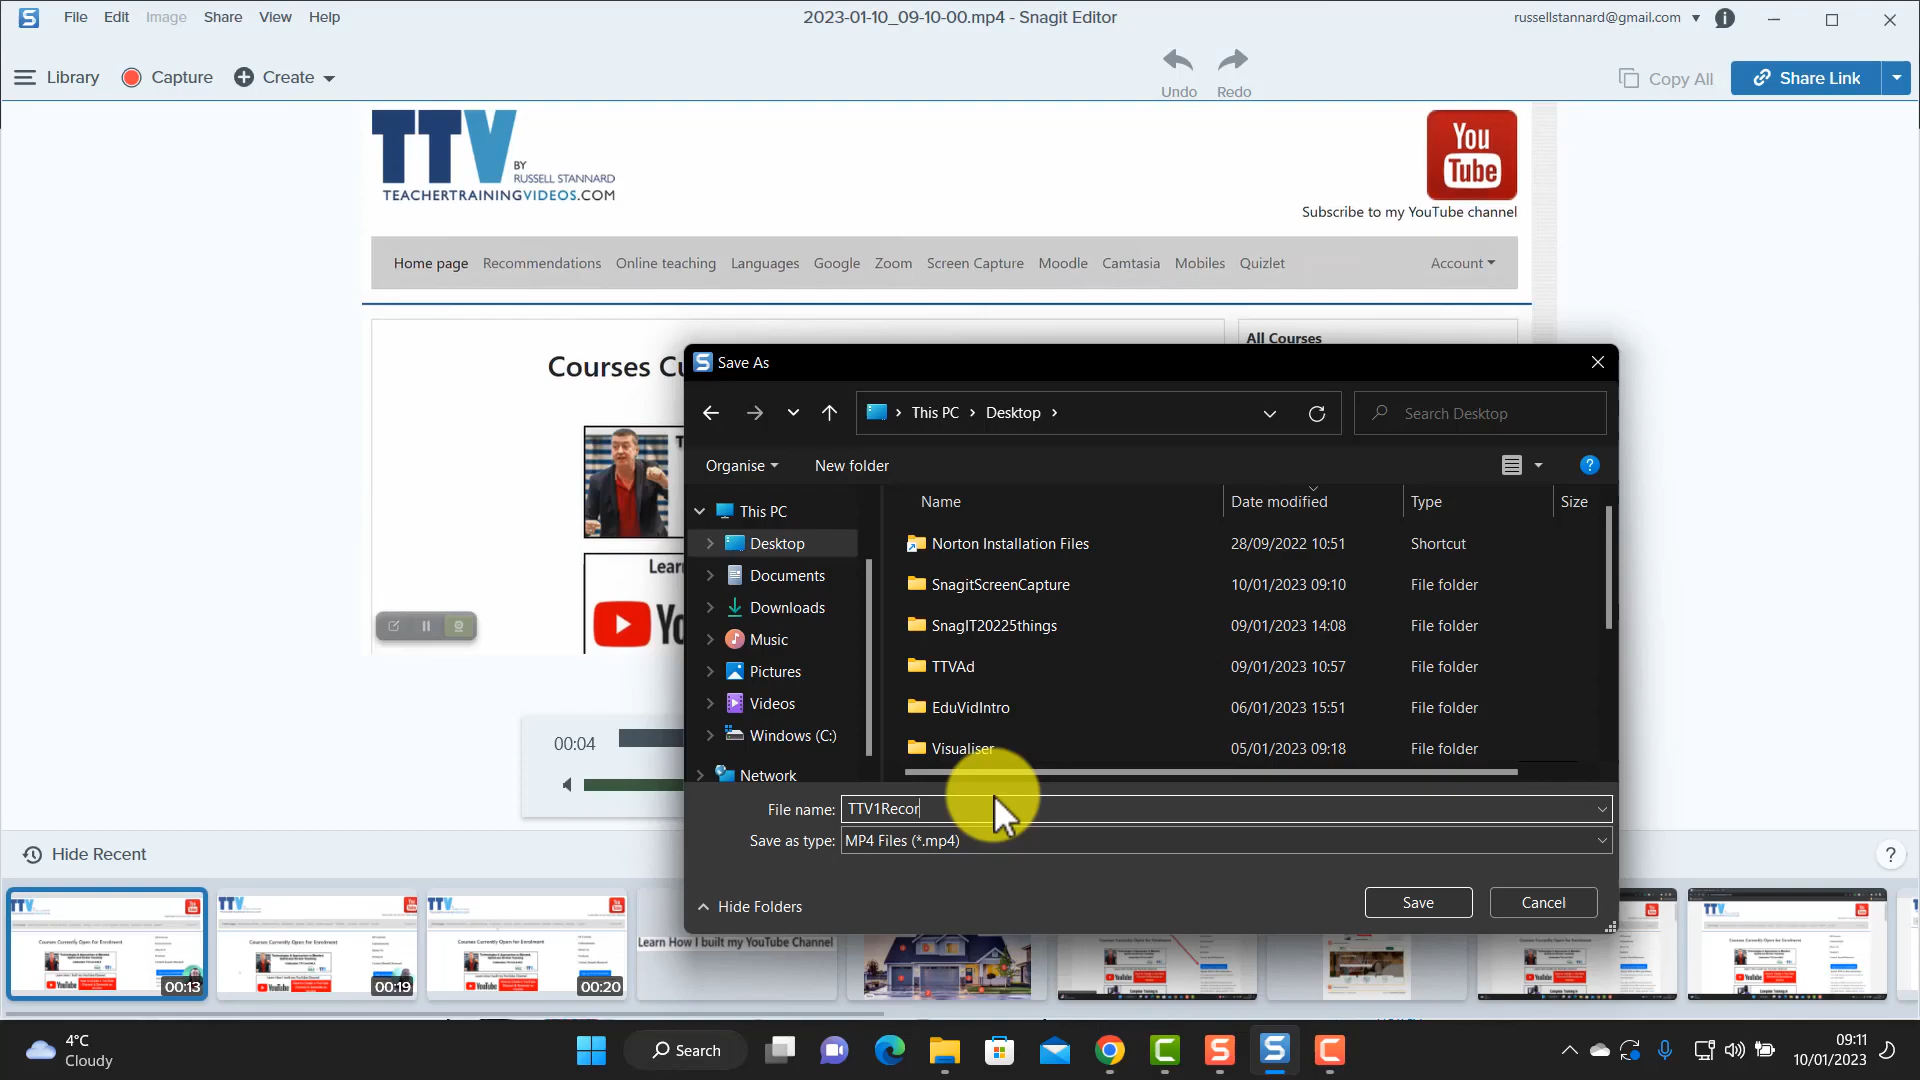 File Edit Image Share View Help
2023-01-10_09-10-00.mp4 - Snagit Editor
russellstannard@gmail.com
Library Capture Create
Undo Redo
Copy All Share Link
TTV BY RUSSELL STANNARD
TEACHERTRAININGVIDEOS.COM
You
Tube
Subscribe to my YouTube channel
Home page Recommendations Online teaching Languages Google Zoom Screen Capture Moodle Camtasia Mobiles Quizlet Account
Courses Cu
All Courses
Save As
This PC > Desktop >
Search Desktop
Organise New folder
Name Date modified Type Size
This PC
Desktop
Documents
Downloads
Music
Pictures
Videos
Windows (C:)
Network
Norton Installation Files 28/09/2022 10:51 Shortcut
SnagitScreenCapture 10/01/2023 09:10 File folder
SnagIT20225things 09/01/2023 14:08 File folder
TTVAd 09/01/2023 10:57 File folder
EduVidIntro 06/01/2023 15:51 File folder
Visualiser 05/01/2023 09:18 File folder
Lear
00:04
File name: TTV1Recor
Save as type: MP4 Files (*.mp4)
Hide Folders
Save Cancel
Hide Recent
00:13
00:19
00:20
Learn How I built my YouTube Channel
4°C
Cloudy
Search
09:11
10/01/2023